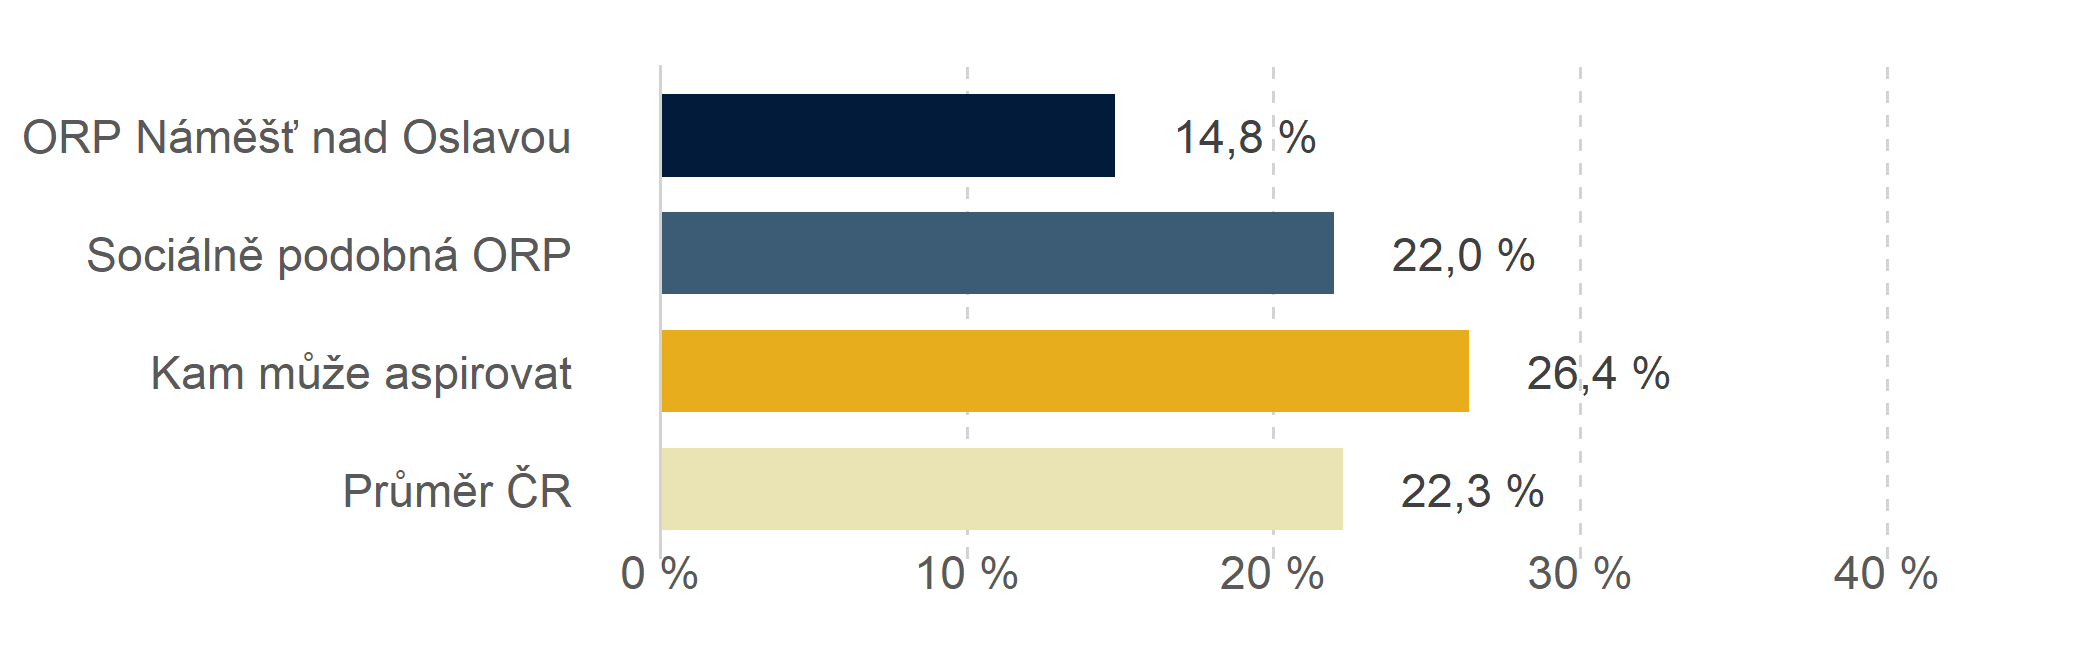 ORP Náměšť nad Oslavou 14,8 %
Sociálně podobná ORP 22,0 %
Kam může aspirovat 26,4 %
Průměr ČR 22,3 %
0 % 10 % 20 % 30 % 40 %